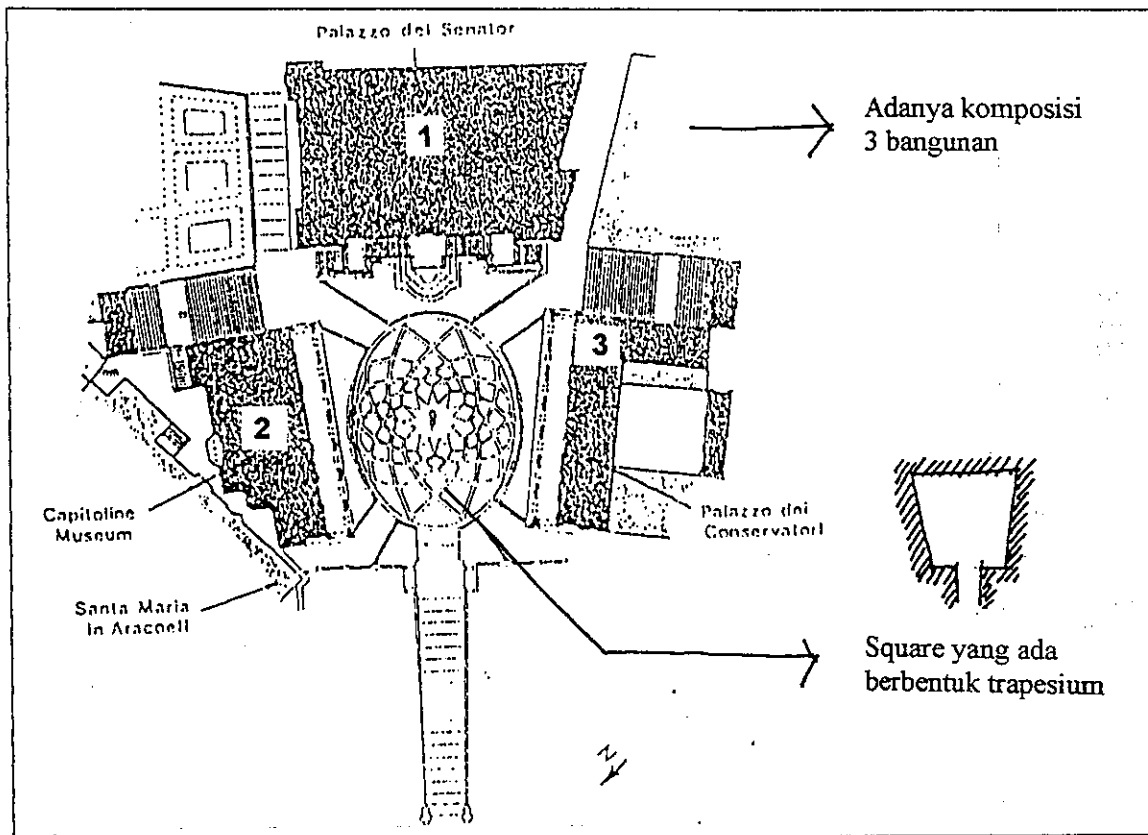 Palazzo del Senator
1
Adanya komposisi
3 bangunan
3
2
Capitoline
Museum
Palazzo dei
Conservatori
Santa Maria
in Aracoeli
Square yang ada
berbentuk trapesium
N